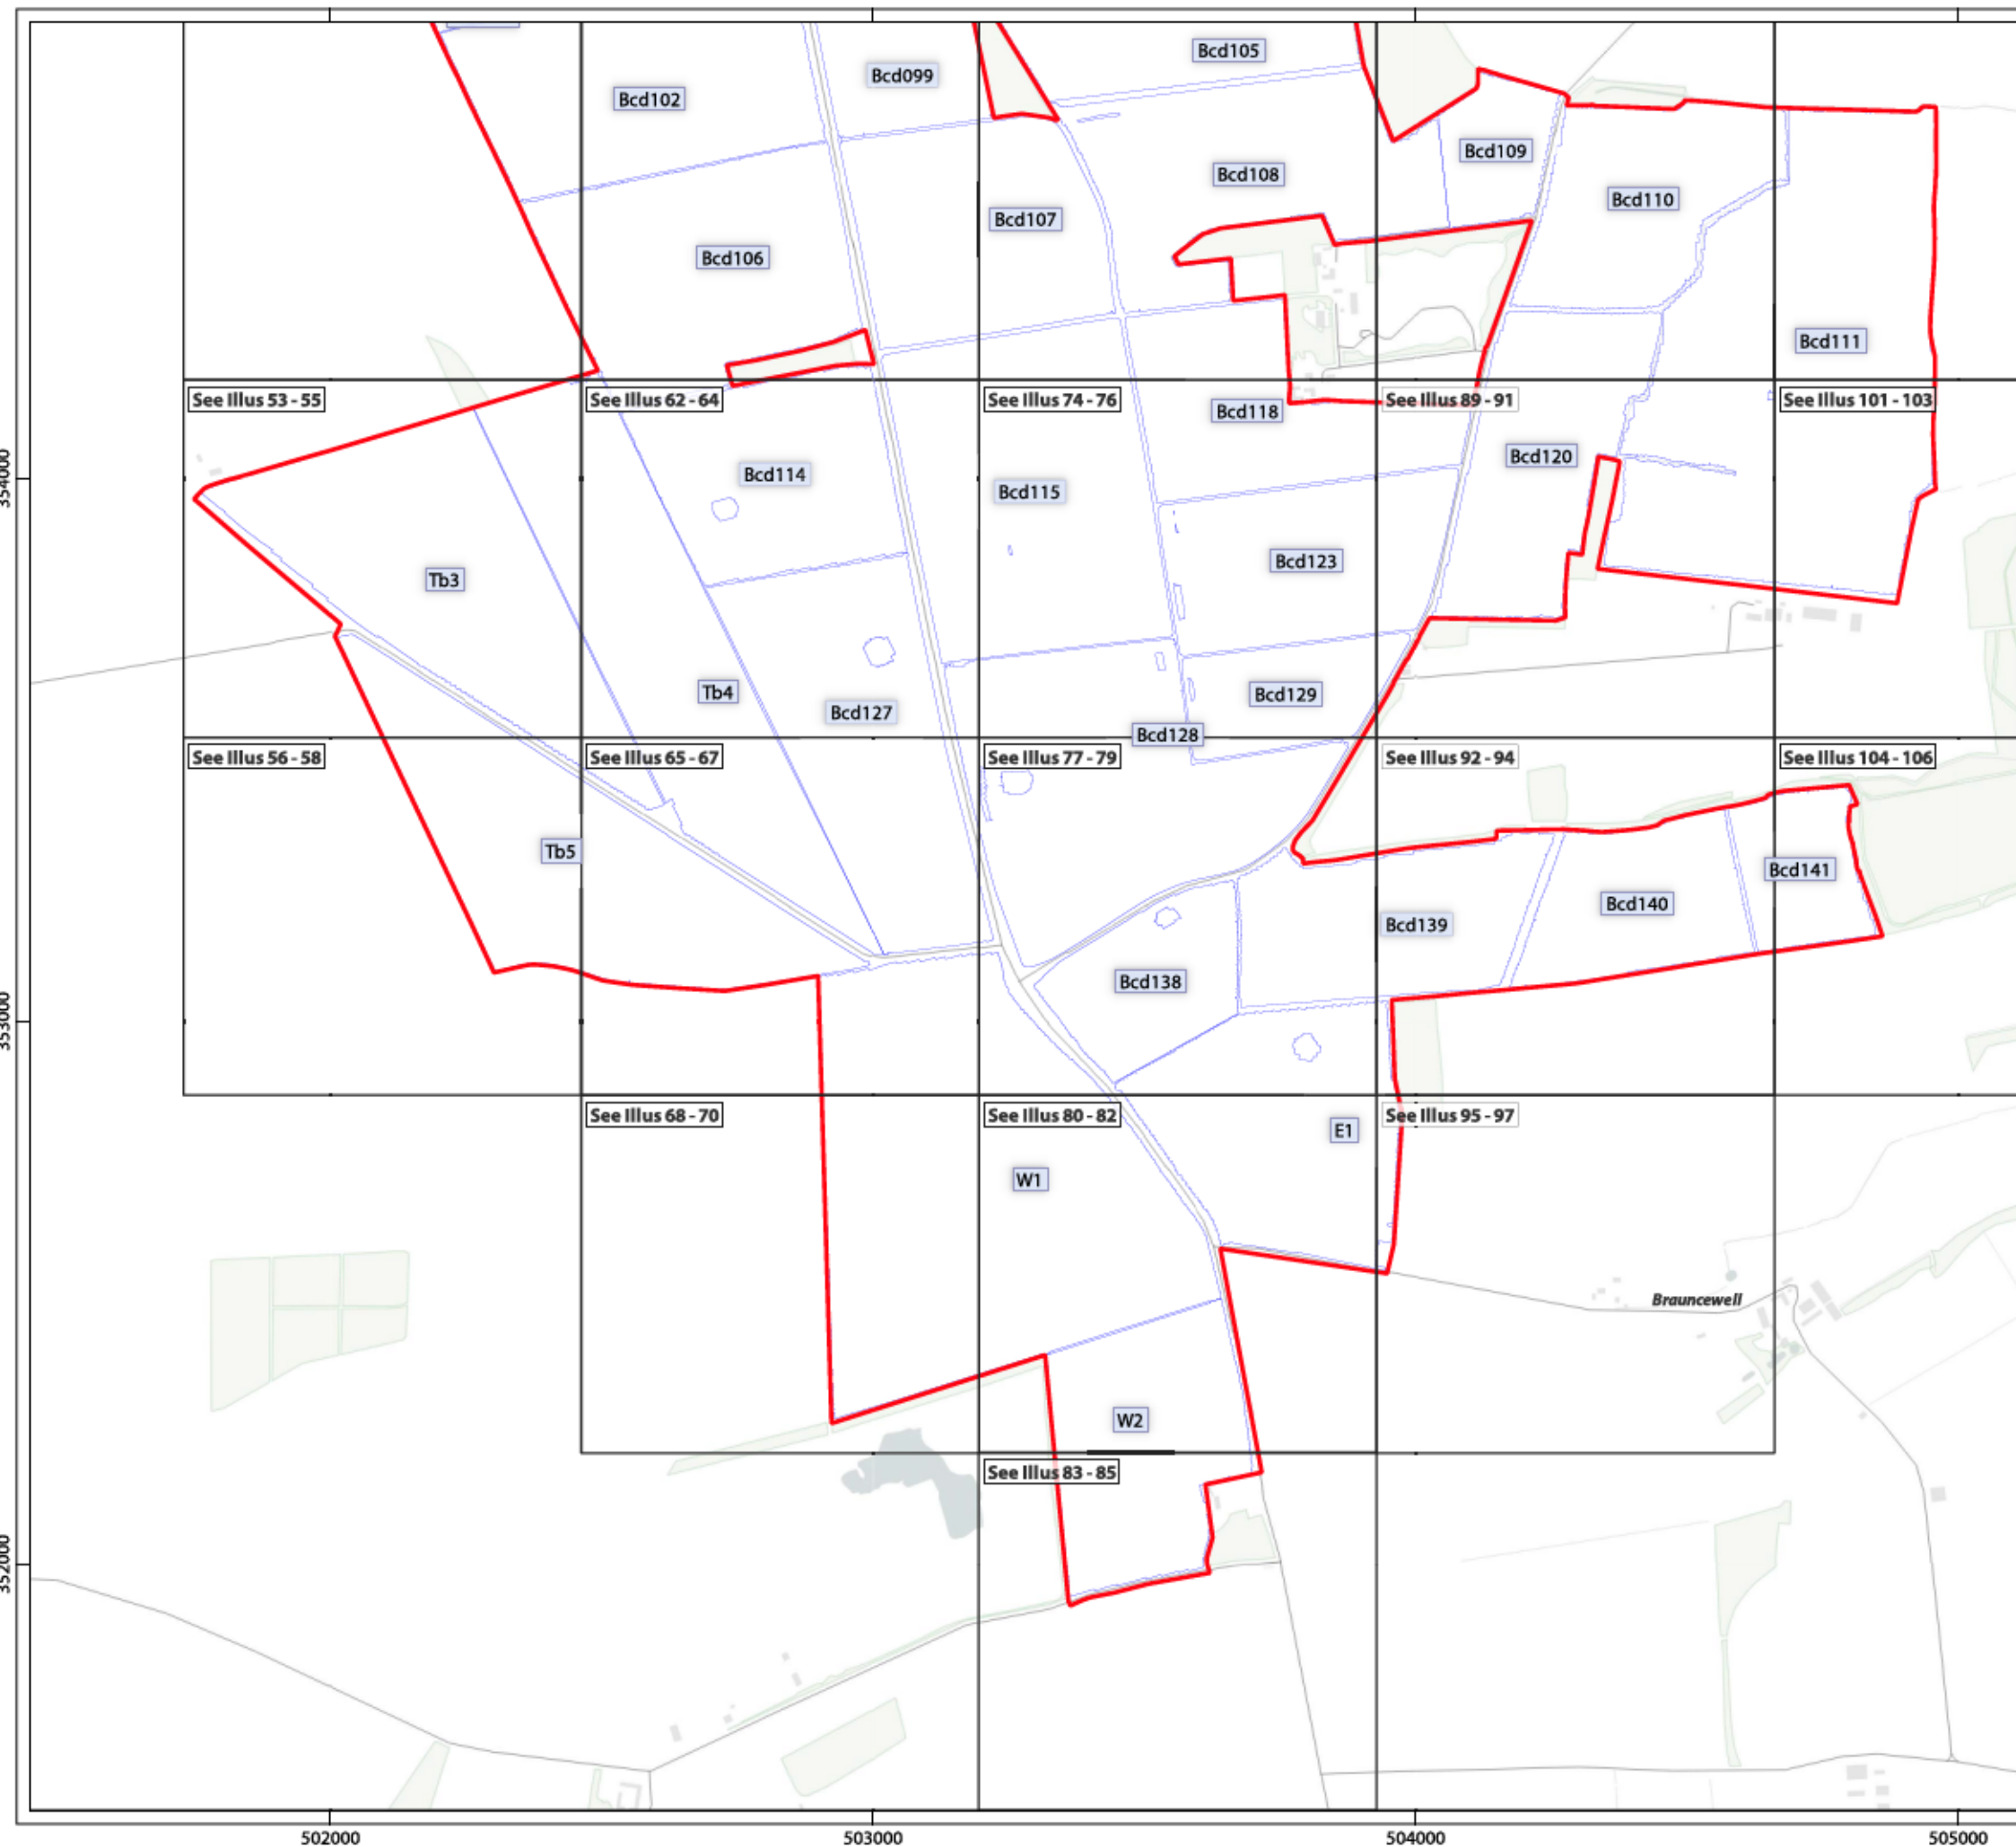 Bcd105
Bcd099
Bcd102
Bcd109
Bcd108
Bcd110
Bcd107
Bcd106
Bcd111
See Illus 53 - 55
See Illus 62 - 64
See Illus 74 - 76
See Illus 89 - 91
See Illus 101 - 103
Bcd118
Bcd120
Bcd114
Bcd115
354000
Bcd123
Tb3
Tb4
Bcd129
Bcd127
Bcd128
See Illus 56 - 58
See Illus 65 - 67
See Illus 77 - 79
See Illus 92 - 94
See Illus 104 - 106
Tb5
Bcd141
Bcd140
Bcd139
Bcd138
353000
See Illus 68 - 70
See Illus 80 - 82
See Illus 95 - 97
E1
W1
Brauncewell
W2
See Illus 83 - 85
352000
502000
503000
504000
505000